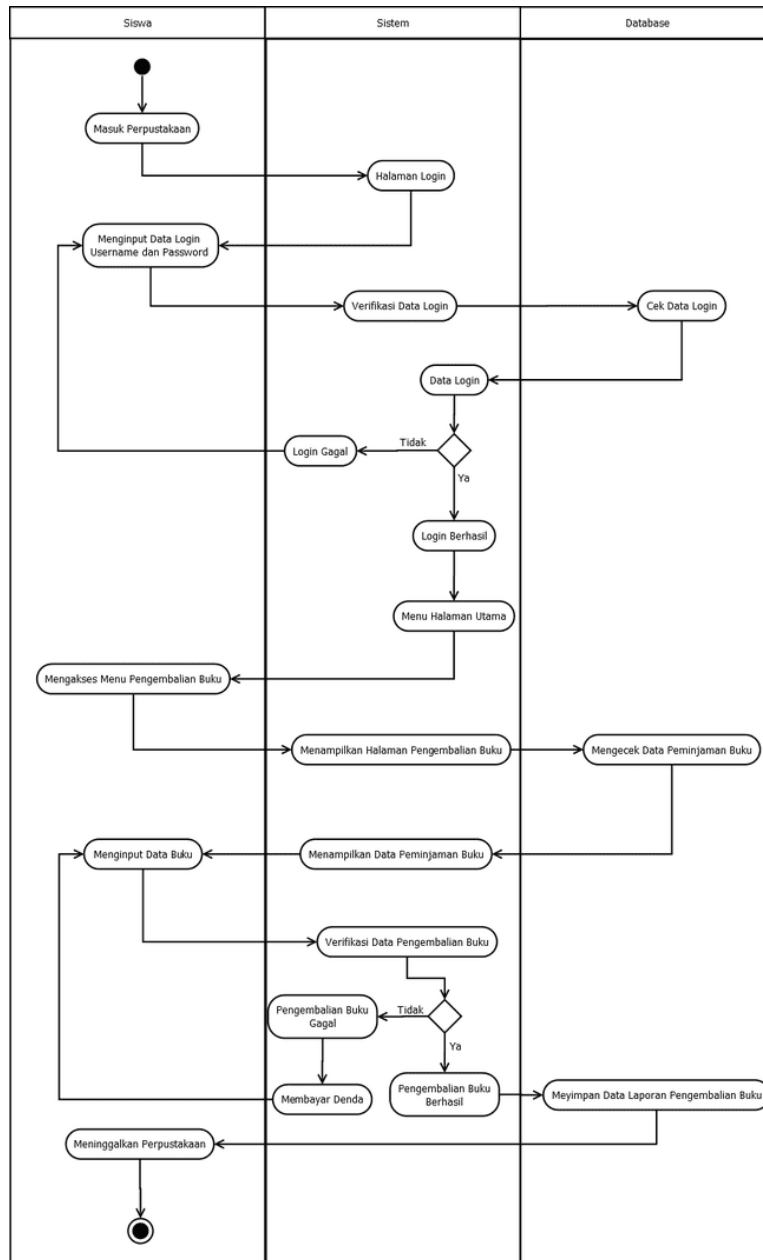 Siswa
Sistem
Database
Masuk Perpustakaan
Halaman Login
Menginput Data Login
Username dan Password
Verifikasi Data Login
Cek Data Login
Data Login
Tidak
Login Gagal
Ya
Login Berhasil
Menu Halaman Utama
Mengakses Menu Pengembalian Buku
Menampilkan Halaman Pengembalian Buku
Mengecek Data Peminjaman Buku
Menginput Data Buku
Menampilkan Data Peminjaman Buku
Verifikasi Data Pengembalian Buku
Pengembalian Buku
Gagal
Tidak
Ya
Membayar Denda
Pengembalian Buku
Berhasil
Meyimpan Data Laporan Pengembalian Buku
Meninggalkan Perpustakaan